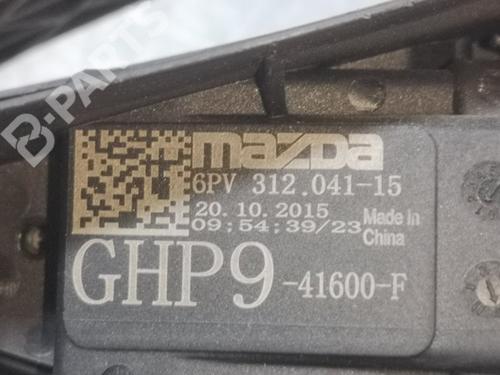 B-PARTS
mazda
6PV 312.041-15
20.10.2015
09:54:39/23
Made In
China
GHP9 -41600-F